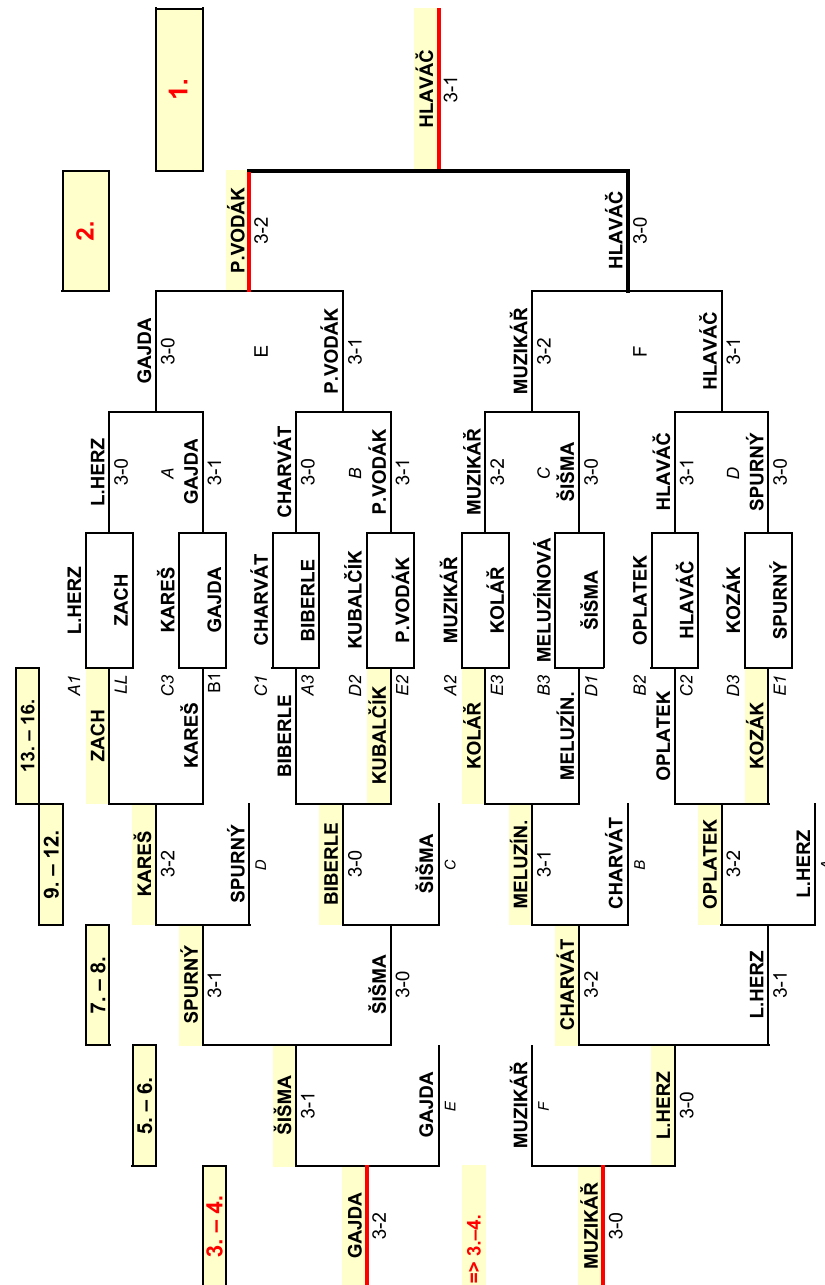 13. – 16.
9. – 12.
A1 L.HERZ
2.
7. – 8. ZACH L.HERZ
LL ZACH 3-0
5. – 6. KAREŠ GAJDA
3-2 C3 KAREŠ A 3-0
1.
SPURNÝ KAREŠ GAJDA
3. – 4. 3-1 B1 GAJDA 3-1
SPURNÝ P.VODÁK
D C1 CHARVÁT E 3-2
ŠIŠMA BIBERLE CHARVÁT
3-1 A3 BIBERLE 3-0
BIBERLE P.VODÁK
GAJDA 3-0 D2 KUBALČÍK B 3-1
3-2 ŠIŠMA KUBALČÍK P.VODÁK
3-0 E2 P.VODÁK 3-1
GAJDA ŠIŠMA HLAVÁČ
E C A2 MUZIKÁŘ 3-1
=> 3.–4. KOLÁŘ MUZIKÁŘ
E3 KOLÁŘ 3-2
MUZIKÁŘ MELUZÍN. MUZIKÁŘ
F 3-1 B3 MELUZÍNOVÁ C 3-2
CHARVÁT MELUZÍN. ŠIŠMA
MUZIKÁŘ 3-2 D1 ŠIŠMA 3-0
3-0 CHARVÁT HLAVÁČ
B B2 OPLATEK F 3-0
L.HERZ OPLATEK HLAVÁČ
3-0 C2 HLAVÁČ 3-1
OPLATEK HLAVÁČ
3-2 D3 KOZÁK D 3-1
L.HERZ KOZÁK SPURNÝ
3-1 E1 SPURNÝ 3-0
L.HERZ